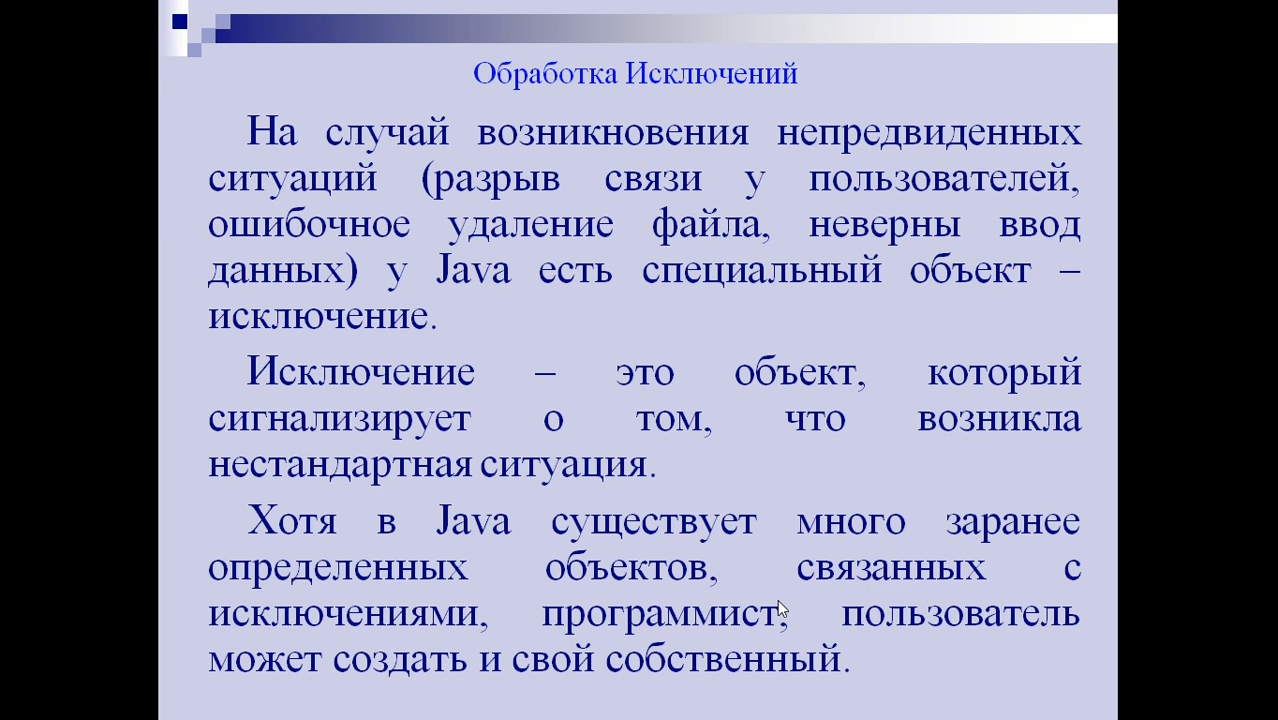 Обработка Исключений
На случай возникновения непредвиденных
ситуаций (разрыв связи у пользователей,
ошибочное удаление файла, неверны ввод
данных) у Java есть специальный объект –
исключение.
Исключение – это объект, который
сигнализирует о том, что возникла
нестандартная ситуация.
Хотя в Java существует много заранее
определенных объектов, связанных с
исключениями, программист, пользователь
может создать и свой собственный.